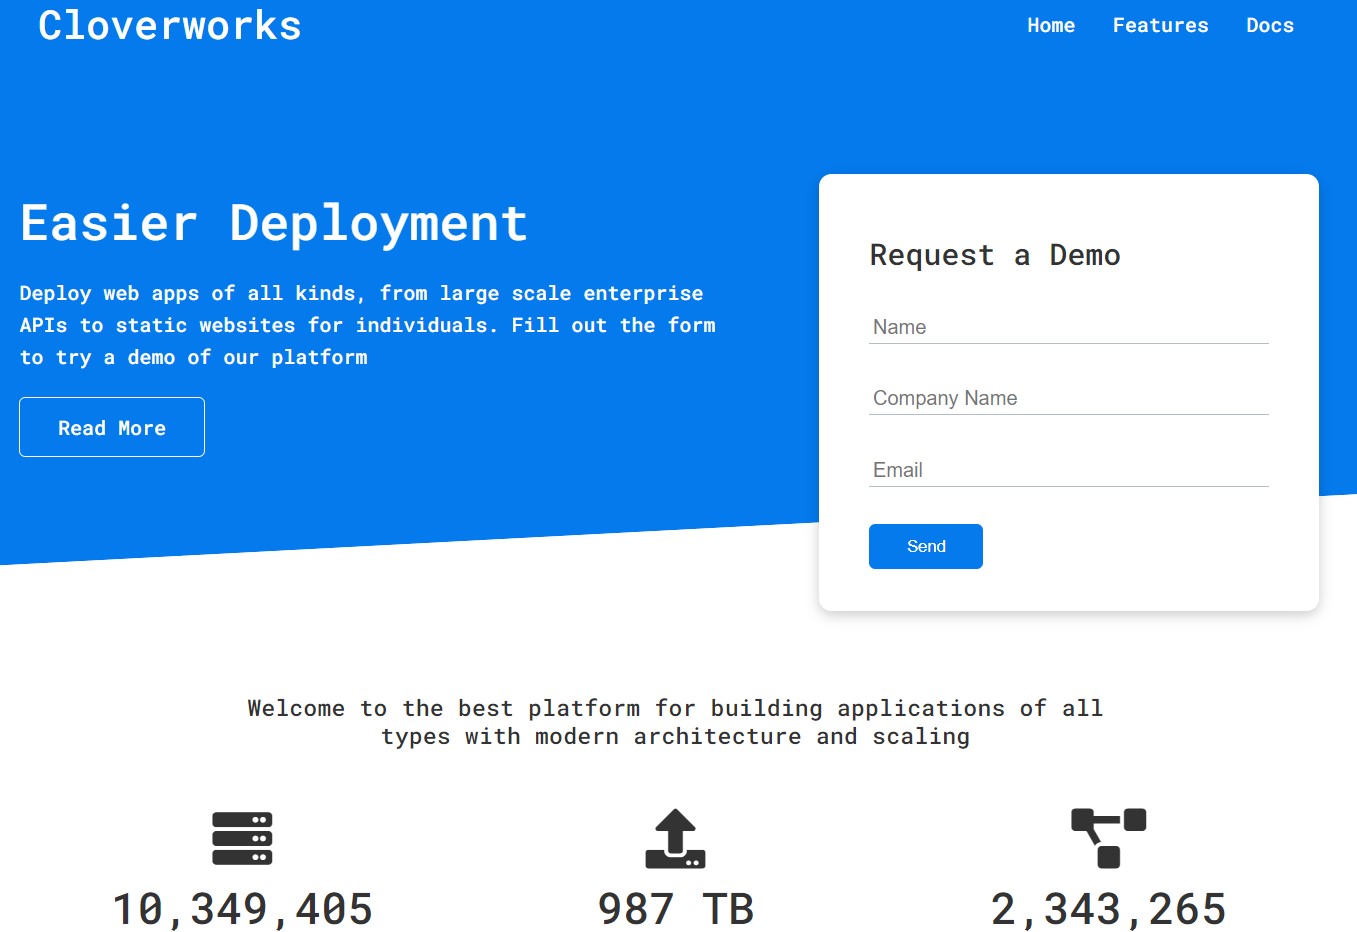 Cloverworks
Home Features Docs
Easier Deployment
Deploy web apps of all kinds, from large scale enterprise
APIs to static websites for individuals. Fill out the form
to try a demo of our platform
Read More
Request a Demo
Name
Company Name
Email
Send
Welcome to the best platform for building applications of all
types with modern architecture and scaling
10,349,405
987 TB
2,343,265